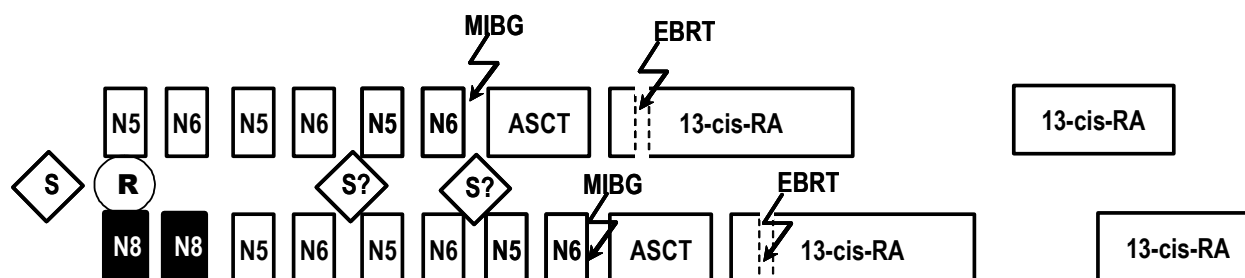 MIBG EBRT
N5 N6 N5 N6 N5 N6 ASCT 13-cis-RA 13-cis-RA
S R S? S? MIBG EBRT
N8 N8 N5 N6 N5 N6 N5 N6 ASCT 13-cis-RA 13-cis-RA